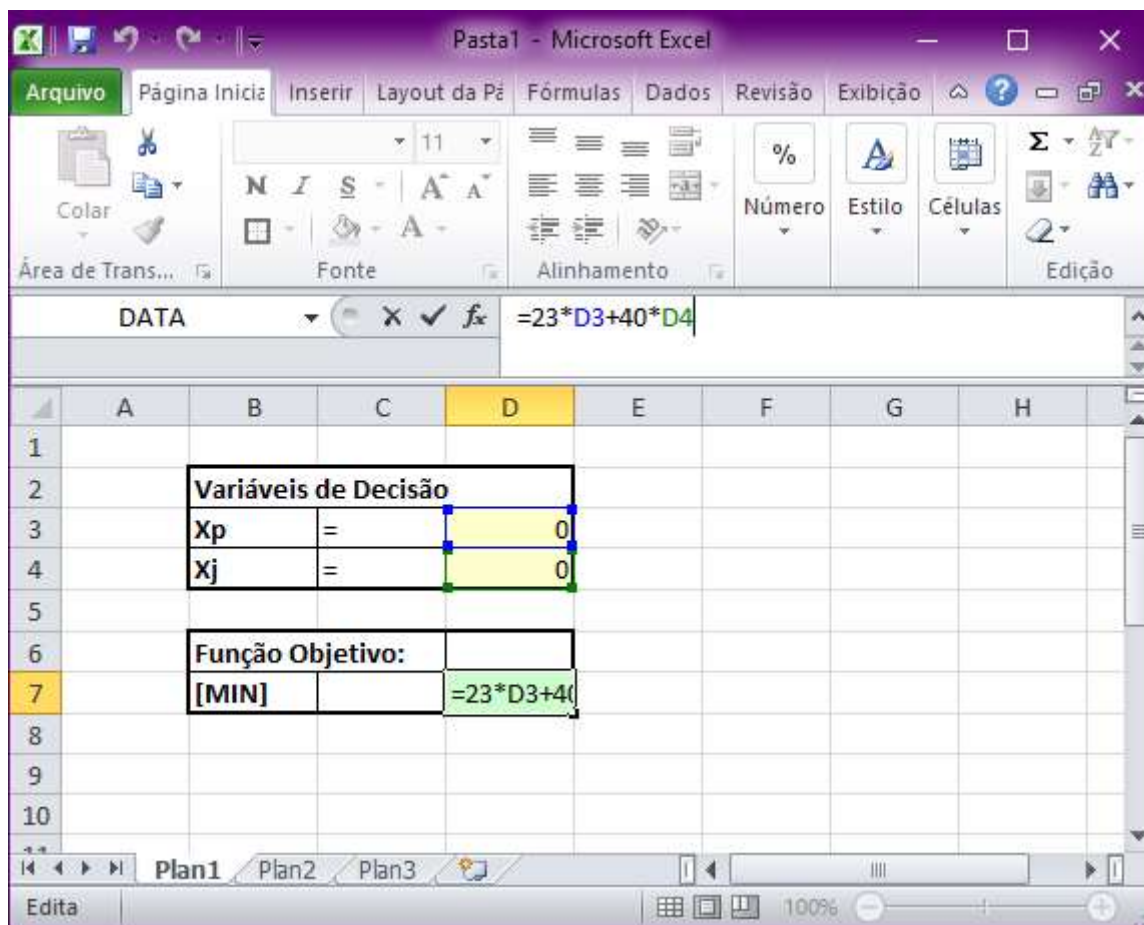 Pasta1 - Microsoft Excel
Arquivo Página Inicia Inserir Layout da Pá Fórmulas Dados Revisão Exibição
11
Colar N I S A A % Número Estilo Células Σ
A
Área de Trans... Fonte Alinhamento Edição
DATA fx =23*D3+40*D4
A B C D E F G H
1
2 Variáveis de Decisão
3 Xp = 0
4 Xj = 0
5
6 Função Objetivo:
7 [MIN] =23*D3+40
8
9
10
Plan1 Plan2 Plan3
Edita 100%